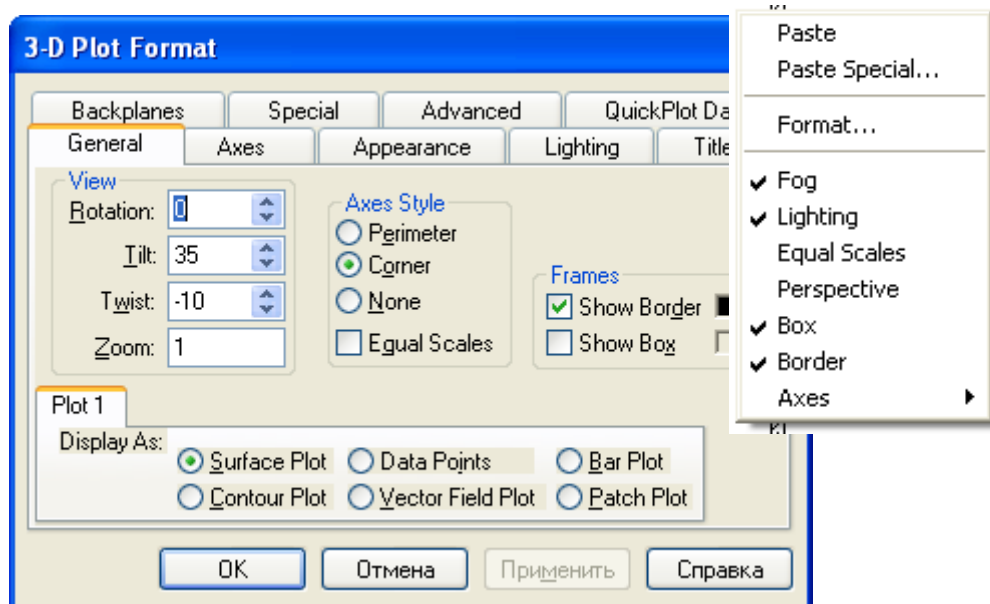 3-D Plot Format
Backplanes Special Advanced QuickPlot Da
General Axes Appearance Lighting Title
View
Rotation: 0
Tilt: 35
Twist: -10
Zoom: 1
Axes Style
Perimeter
Corner
None
Equal Scales
Frames
Show Border
Show Box
Plot 1
Display As:
Surface Plot Data Points Bar Plot
Contour Plot Vector Field Plot Patch Plot
OK Отмена Применить Справка
Paste
Paste Special...
Format...
Fog
Lighting
Equal Scales
Perspective
Box
Border
Axes